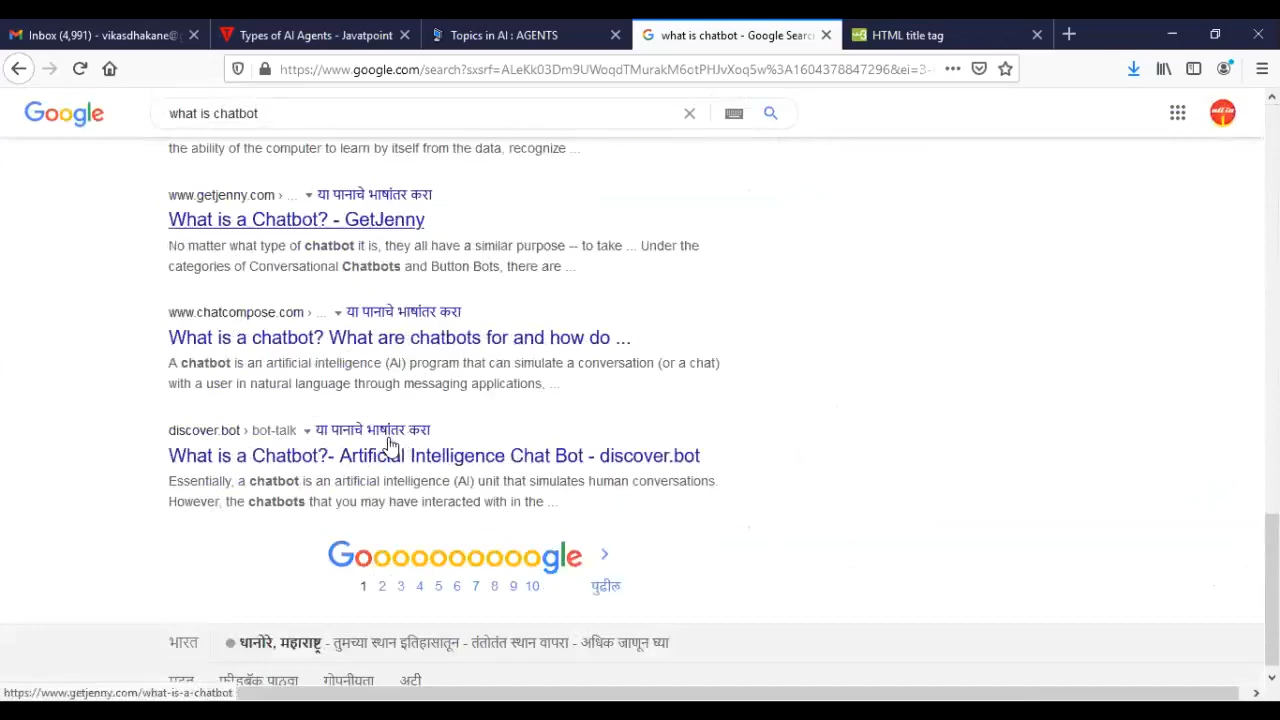 Inbox (4,991) - vikasdhakane@g
Types of AI Agents - Javatpoint
Topics in AI : AGENTS
what is chatbot - Google Searc
HTML title tag
https://www.google.com/search?sxsrf=ALeKk03Dm9UWoqdTMurakM6otPHJvXoq5w%3A1604378847296&ei=3-
Google
what is chatbot
the ability of the computer to learn by itself from the data, recognize ...
www.getjenny.com › ... या पानाचे भाषांतर करा
What is a Chatbot? - GetJenny
No matter what type of chatbot it is, they all have a similar purpose -- to take ... Under the
categories of Conversational Chatbots and Button Bots, there are ...
www.chatcompose.com › ... या पानाचे भाषांतर करा
What is a chatbot? What are chatbots for and how do ...
A chatbot is an artificial intelligence (Ai) program that can simulate a conversation (or a chat)
with a user in natural language through messaging applications, ...
discover.bot › bot-talk या पानाचे भाषांतर करा
What is a Chatbot?- Artificial Intelligence Chat Bot - discover.bot
Essentially, a chatbot is an artificial intelligence (AI) unit that simulates human conversations.
However, the chatbots that you may have interacted with in the ...
Goooooooooogle
1 2 3 4 5 6 7 8 9 10 पुढील
भारत धानोरे, महाराष्ट्र - तुमच्या स्थान इतिहासातून - तंतोतंत स्थान वापरा - अधिक जाणून घ्या
मदत फीडबॅक पाठवा गोपनीयता अटी
https://www.getjenny.com/what-is-a-chatbot